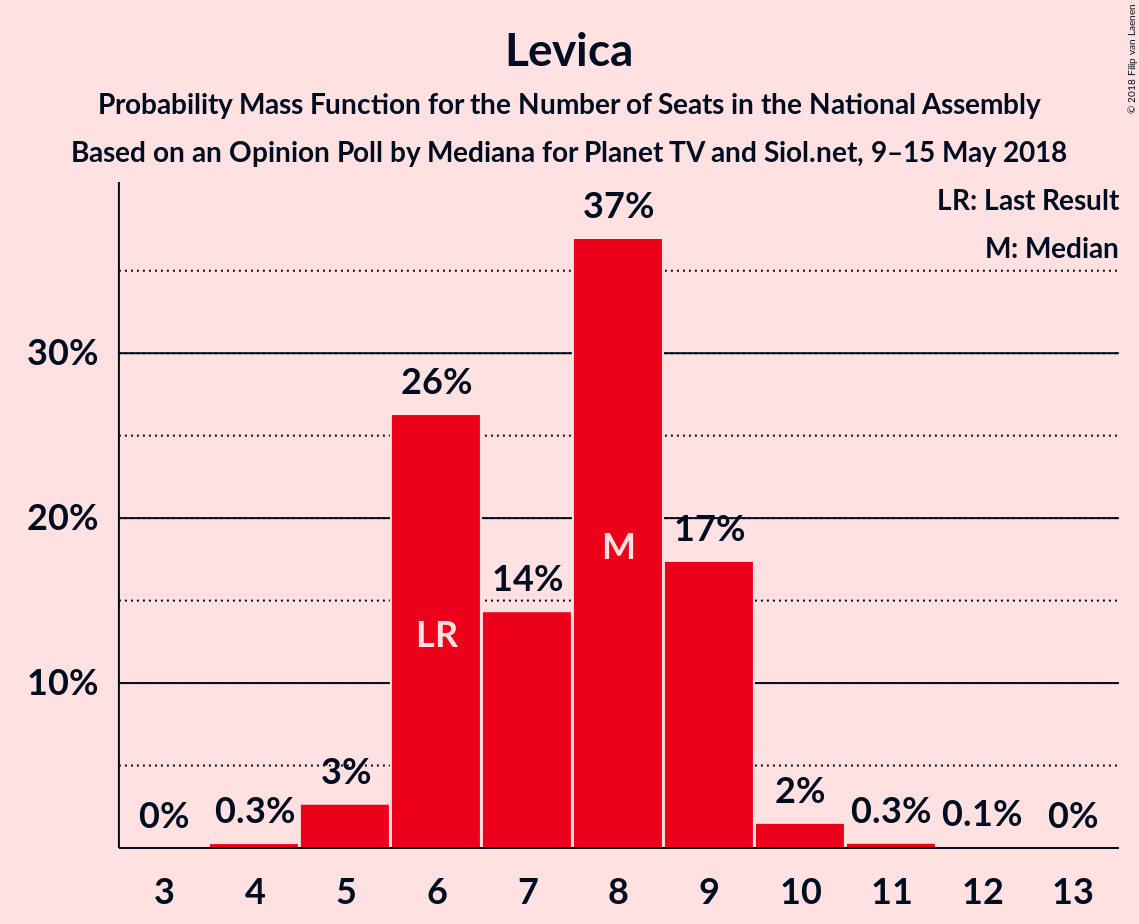 Levica
Probability Mass Function for the Number of Seats in the National Assembly
Based on an Opinion Poll by Mediana for Planet TV and Siol.net, 9–15 May 2018
© 2018 Filip van Laenen
LR: Last Result
M: Median
37%
30%
26%
20%
17%
M
14%
LR
10%
3%
2%
0%
0.3%
0.3%
0.1%
0%
3 4 5 6 7 8 9 10 11 12 13